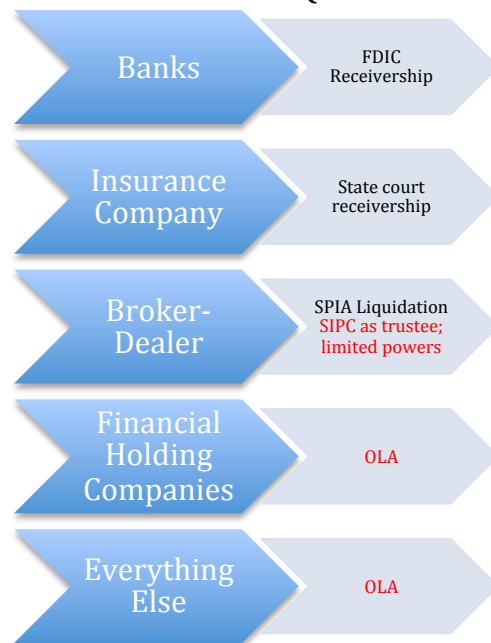 Banks
FDIC
Receivership
Insurance
Company
State court
receivership
Broker-
Dealer
SPIA Liquidation
SIPC as trustee;
limited powers
Financial
Holding
Companies
OLA
Everything
Else
OLA